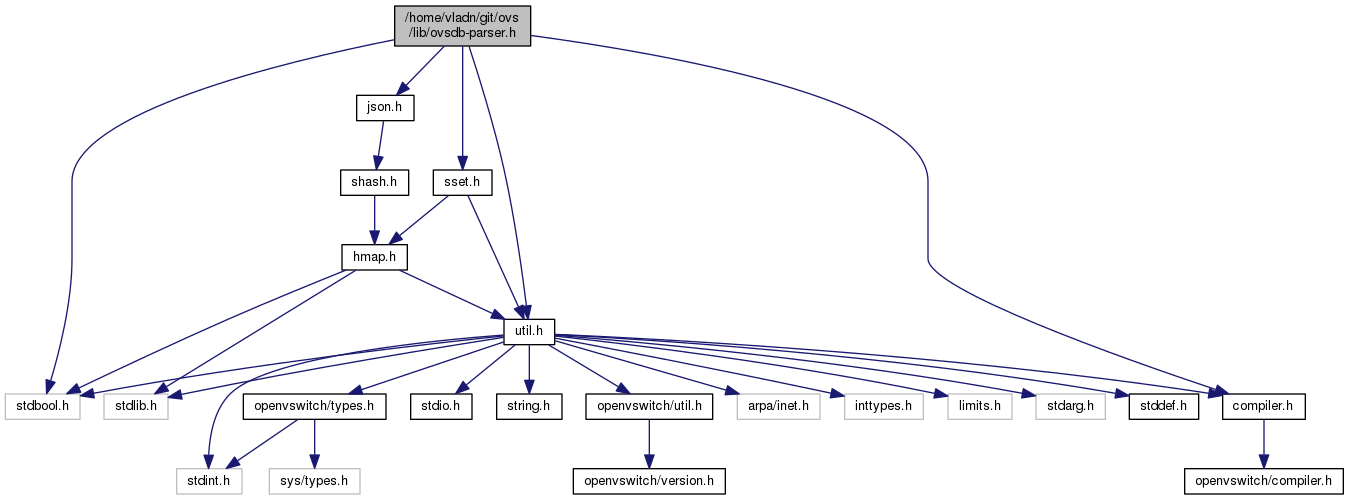 /home/vladn/git/ovs
/lib/ovsdb-parser.h
json.h
shash.h
sset.h
hmap.h
util.h
stdbool.h
stdlib.h
openvswitch/types.h
stdio.h
string.h
openvswitch/util.h
arpa/inet.h
inttypes.h
limits.h
stdarg.h
stddef.h
compiler.h
stdint.h
sys/types.h
openvswitch/version.h
openvswitch/compiler.h